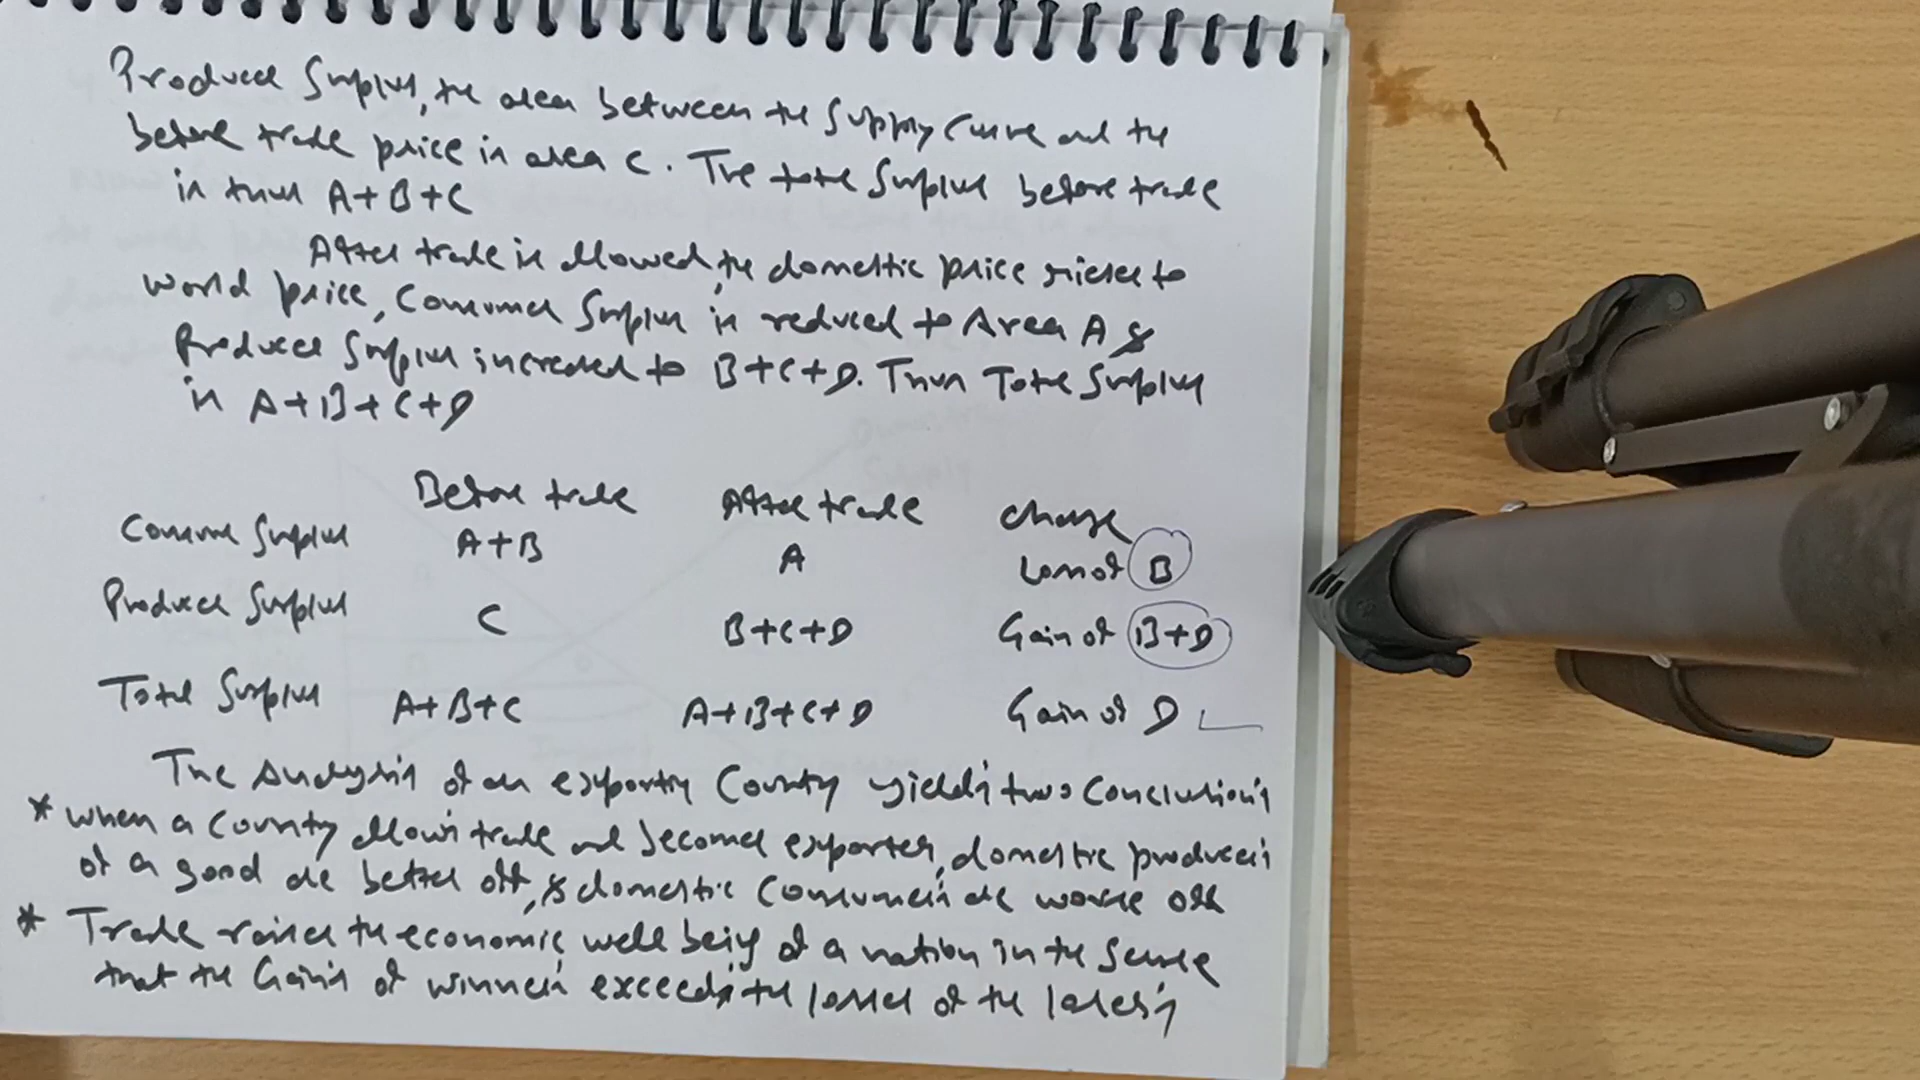 Producer Surplus, the area between the Supply Curve and the
before trade price is area C. The total Surplus before trade
is thus A+B+C
After trade is allowed, the domestic price rises to
world price, Consumer Surplus is reduced to Area A &
Producer Surplus increased to B+C+D. Thus Total Surplus
is A+B+C+D
Before trade After trade Change
Consumer Surplus A+B A Loss of B
Producer Surplus C B+C+D Gain of B+D
Total Surplus A+B+C A+B+C+D Gain of D
The Analysis of an exporting Country yields two Conclusions
* when a Country allows trade and becomes exporter, domestic producers
of a good are better off, & domestic Consumers are worse off
* Trade raises the economic well being of a nation in the Sense
that the Gains of winners exceeds the losses of the losers